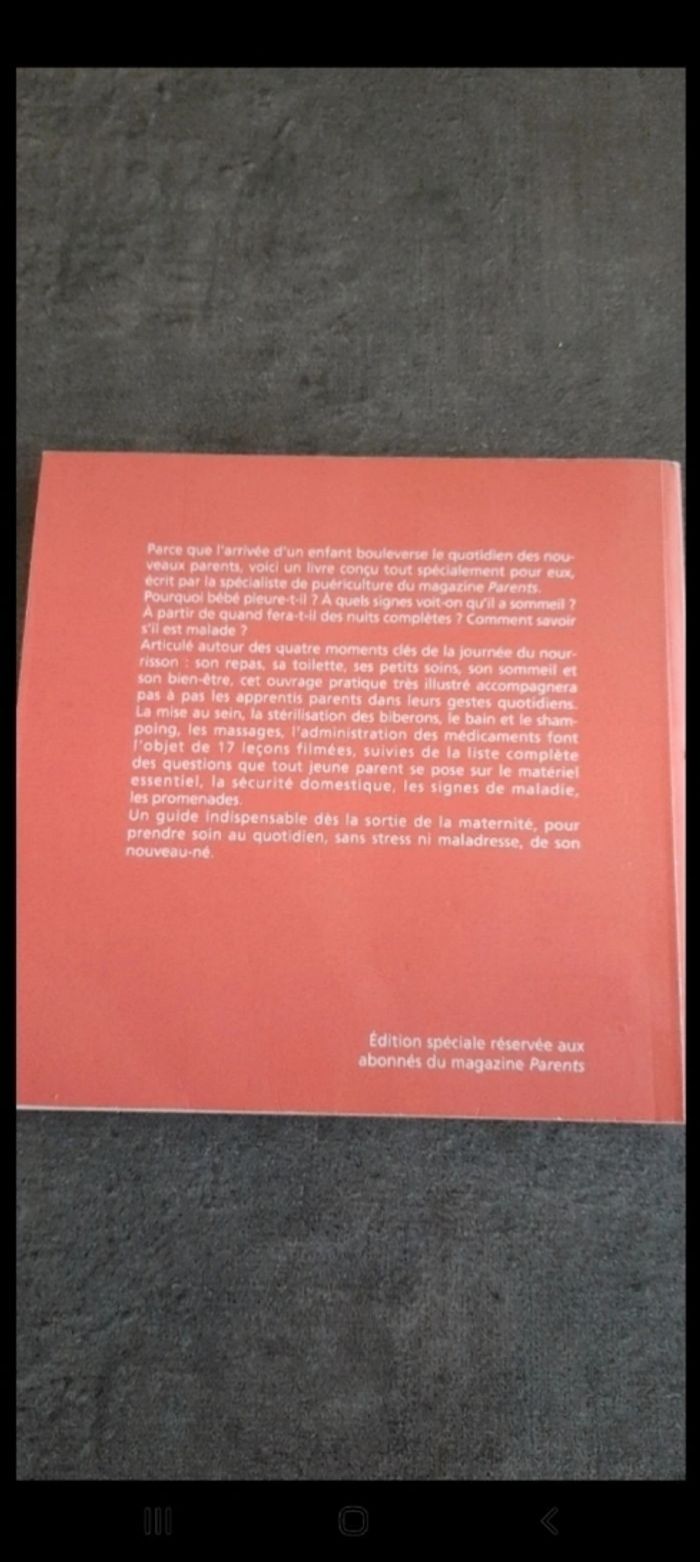 Parce que l'arrivée d'un enfant bouleverse le quotidien des nou-
veaux parents, voici un livre conçu tout spécialement pour eux,
écrit par la spécialiste de puériculture du magazine Parents.
Pourquoi bébé pleure-t-il ? À quels signes voit-on qu'il a sommeil ?
À partir de quand fera-t-il des nuits complètes ? Comment savoir
s'il est malade ?
Articulé autour des quatre moments clés de la journée du nour-
risson : son repas, sa toilette, ses petits soins, son sommeil et
son bien-être, cet ouvrage pratique très illustré accompagnera
pas à pas les apprentis parents dans leurs gestes quotidiens.
La mise au sein, la stérilisation des biberons, le bain et le sham-
poing, les massages, l'administration des médicaments font
l'objet de 17 leçons filmées, suivies de la liste complète
des questions que tout jeune parent se pose sur le matériel
essentiel, la sécurité domestique, les signes de maladie,
les promenades.
Un guide indispensable dès la sortie de la maternité, pour
prendre soin au quotidien, sans stress ni maladresse, de son
nouveau-né.
Édition spéciale réservée aux
abonnés du magazine Parents